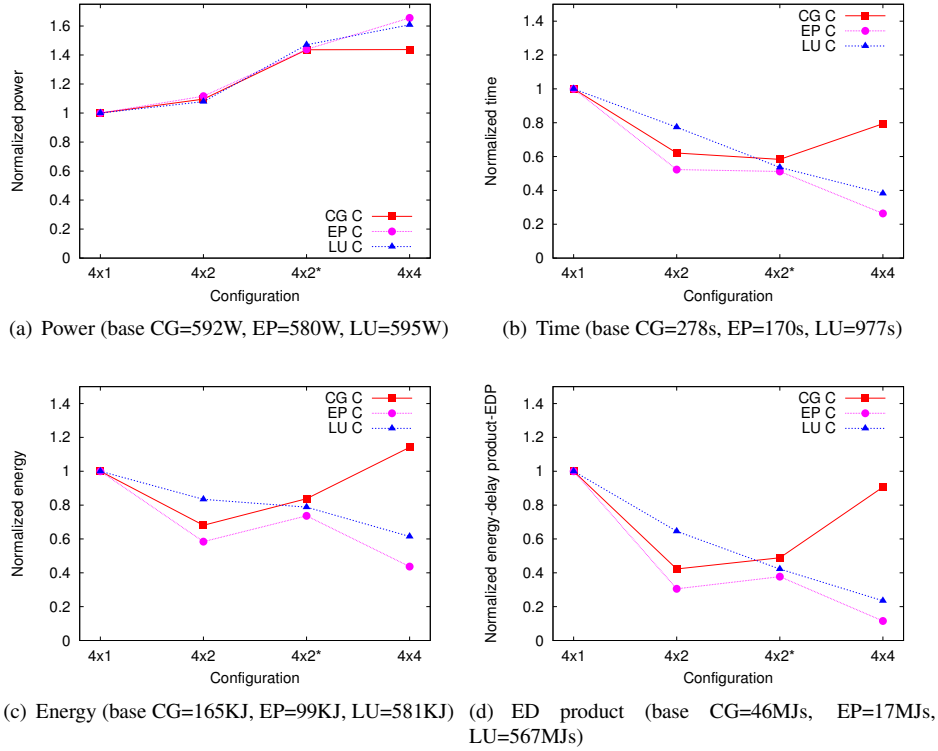 1.6
1.4
1.2
1
0.8
0.6
0.4
0.2
0
Normalized power
4x1 4x2 4x2* 4x4
Configuration
CG C
EP C
LU C
(a) Power (base CG=592W, EP=580W, LU=595W)
1.4
1.2
1
0.8
0.6
0.4
0.2
0
Normalized time
4x1 4x2 4x2* 4x4
Configuration
CG C
EP C
LU C
(b) Time (base CG=278s, EP=170s, LU=977s)
1.4
1.2
1
0.8
0.6
0.4
0.2
0
Normalized energy
4x1 4x2 4x2* 4x4
Configuration
CG C
EP C
LU C
(c) Energy (base CG=165KJ, EP=99KJ, LU=581KJ)
1.4
1.2
1
0.8
0.6
0.4
0.2
0
Normalized energy-delay product-EDP
4x1 4x2 4x2* 4x4
Configuration
CG C
EP C
LU C
(d) ED product (base CG=46MJs, EP=17MJs,
LU=567MJs)